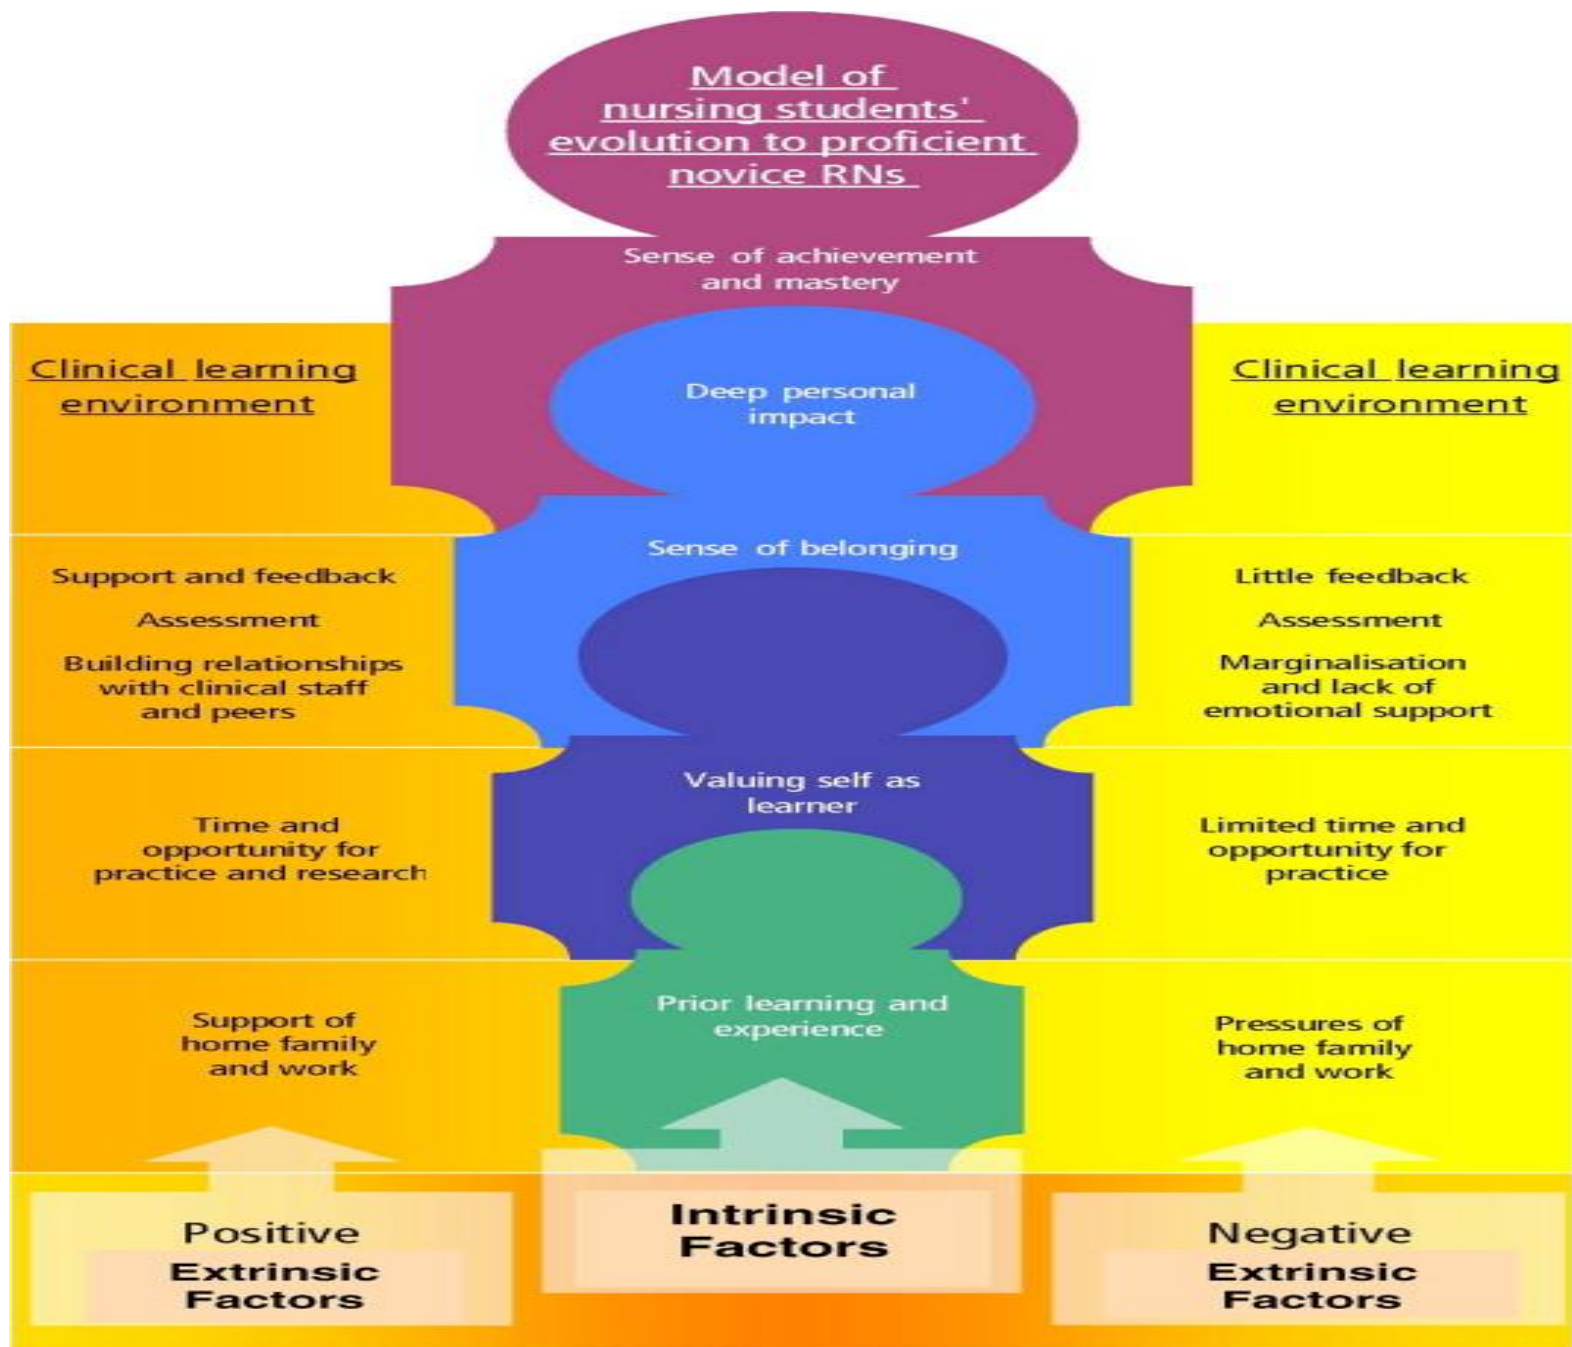 Model of
nursing students'
evolution to proficient
novice RNs
Sense of achievement
and mastery
Deep personal
impact
Sense of belonging
Valuing self as
learner
Prior learning and
experience
Intrinsic
Factors
Clinical learning
environment
Support and feedback
Assessment
Building relationships
with clinical staff
and peers
Time and
opportunity for
practice and research
Support of
home family
and work
Positive
Extrinsic
Factors
Clinical learning
environment
Little feedback
Assessment
Marginalisation
and lack of
emotional support
Limited time and
opportunity for
practice
Pressures of
home family
and work
Negative
Extrinsic
Factors